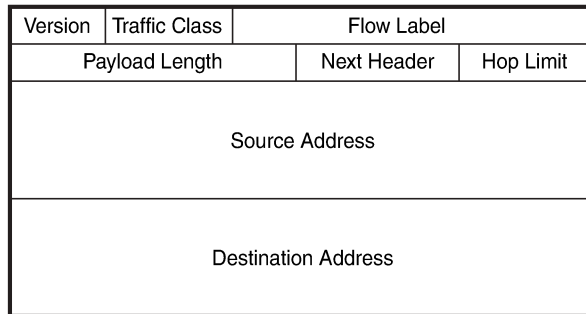 Version Traffic Class Flow Label
Payload Length Next Header Hop Limit
Source Address
Destination Address